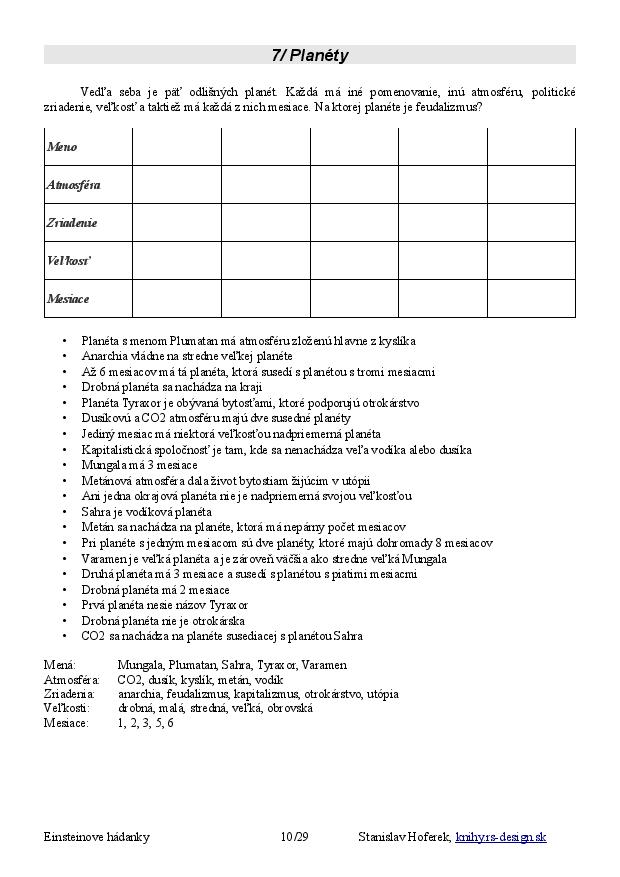 7/ Planéty
Vedľa seba je päť odlišných planét. Každá má iné pomenovanie, inú atmosféru, politické
zriadenie, veľkosť a taktiež má každá z nich mesiace. Na ktorej planéte je feudalizmus?
Meno
Atmosféra
Zriadenie
Veľkosť
Mesiace
• Planéta s menom Plumatan má atmosféru zloženú hlavne z kyslíka
• Anarchia vládne na stredne veľkej planéte
• Až 6 mesiacov má tá planéta, ktorá susedí s planétou s tromi mesiacmi
• Drobná planéta sa nachádza na kraji
• Planéta Tyraxor je obývaná bytosťami, ktoré podporujú otrokárstvo
• Dusíkovú a CO2 atmosféru majú dve susedné planéty
• Jediný mesiac má niektorá veľkosťou nadpriemerná planéta
• Kapitalistická spoločnosť je tam, kde sa nenachádza veľa vodíka alebo dusíka
• Mungala má 3 mesiace
• Metánová atmosféra dala život bytostiam žijúcim v utópii
• Ani jedna okrajová planéta nie je nadpriemerná svojou veľkosťou
• Sahra je vodíková planéta
• Metán sa nachádza na planéte, ktorá má nepárny počet mesiacov
• Pri planéte s jedným mesiacom sú dve planéty, ktoré majú dohromady 8 mesiacov
• Varamen je veľká planéta a je zároveň väčšia ako stredne veľká Mungala
• Druhá planéta má 3 mesiace a susedí s planétou s piatimi mesiacmi
• Drobná planéta má 2 mesiace
• Prvá planéta nesie názov Tyraxor
• Drobná planéta nie je otrokárska
• CO2 sa nachádza na planéte susediacej s planétou Sahra
Mená: Mungala, Plumatan, Sahra, Tyraxor, Varamen
Atmosféra: CO2, dusík, kyslík, metán, vodík
Zriadenia: anarchia, feudalizmus, kapitalizmus, otrokárstvo, utópia
Veľkosti: drobná, malá, stredná, veľká, obrovská
Mesiace: 1, 2, 3, 5, 6
Einsteinove hádanky 10/29 Stanislav Hoferek, knihy.rs-design.sk